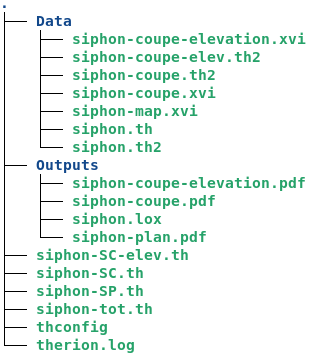 .
Data
siphon-coupe-elevation.xvi
siphon-coupe-elev.th2
siphon-coupe.th2
siphon-coupe.xvi
siphon-map.xvi
siphon.th
siphon.th2
Outputs
siphon-coupe-elevation.pdf
siphon-coupe.pdf
siphon.lox
siphon-plan.pdf
siphon-SC-elev.th
siphon-SC.th
siphon-SP.th
siphon-tot.th
thconfig
therion.log